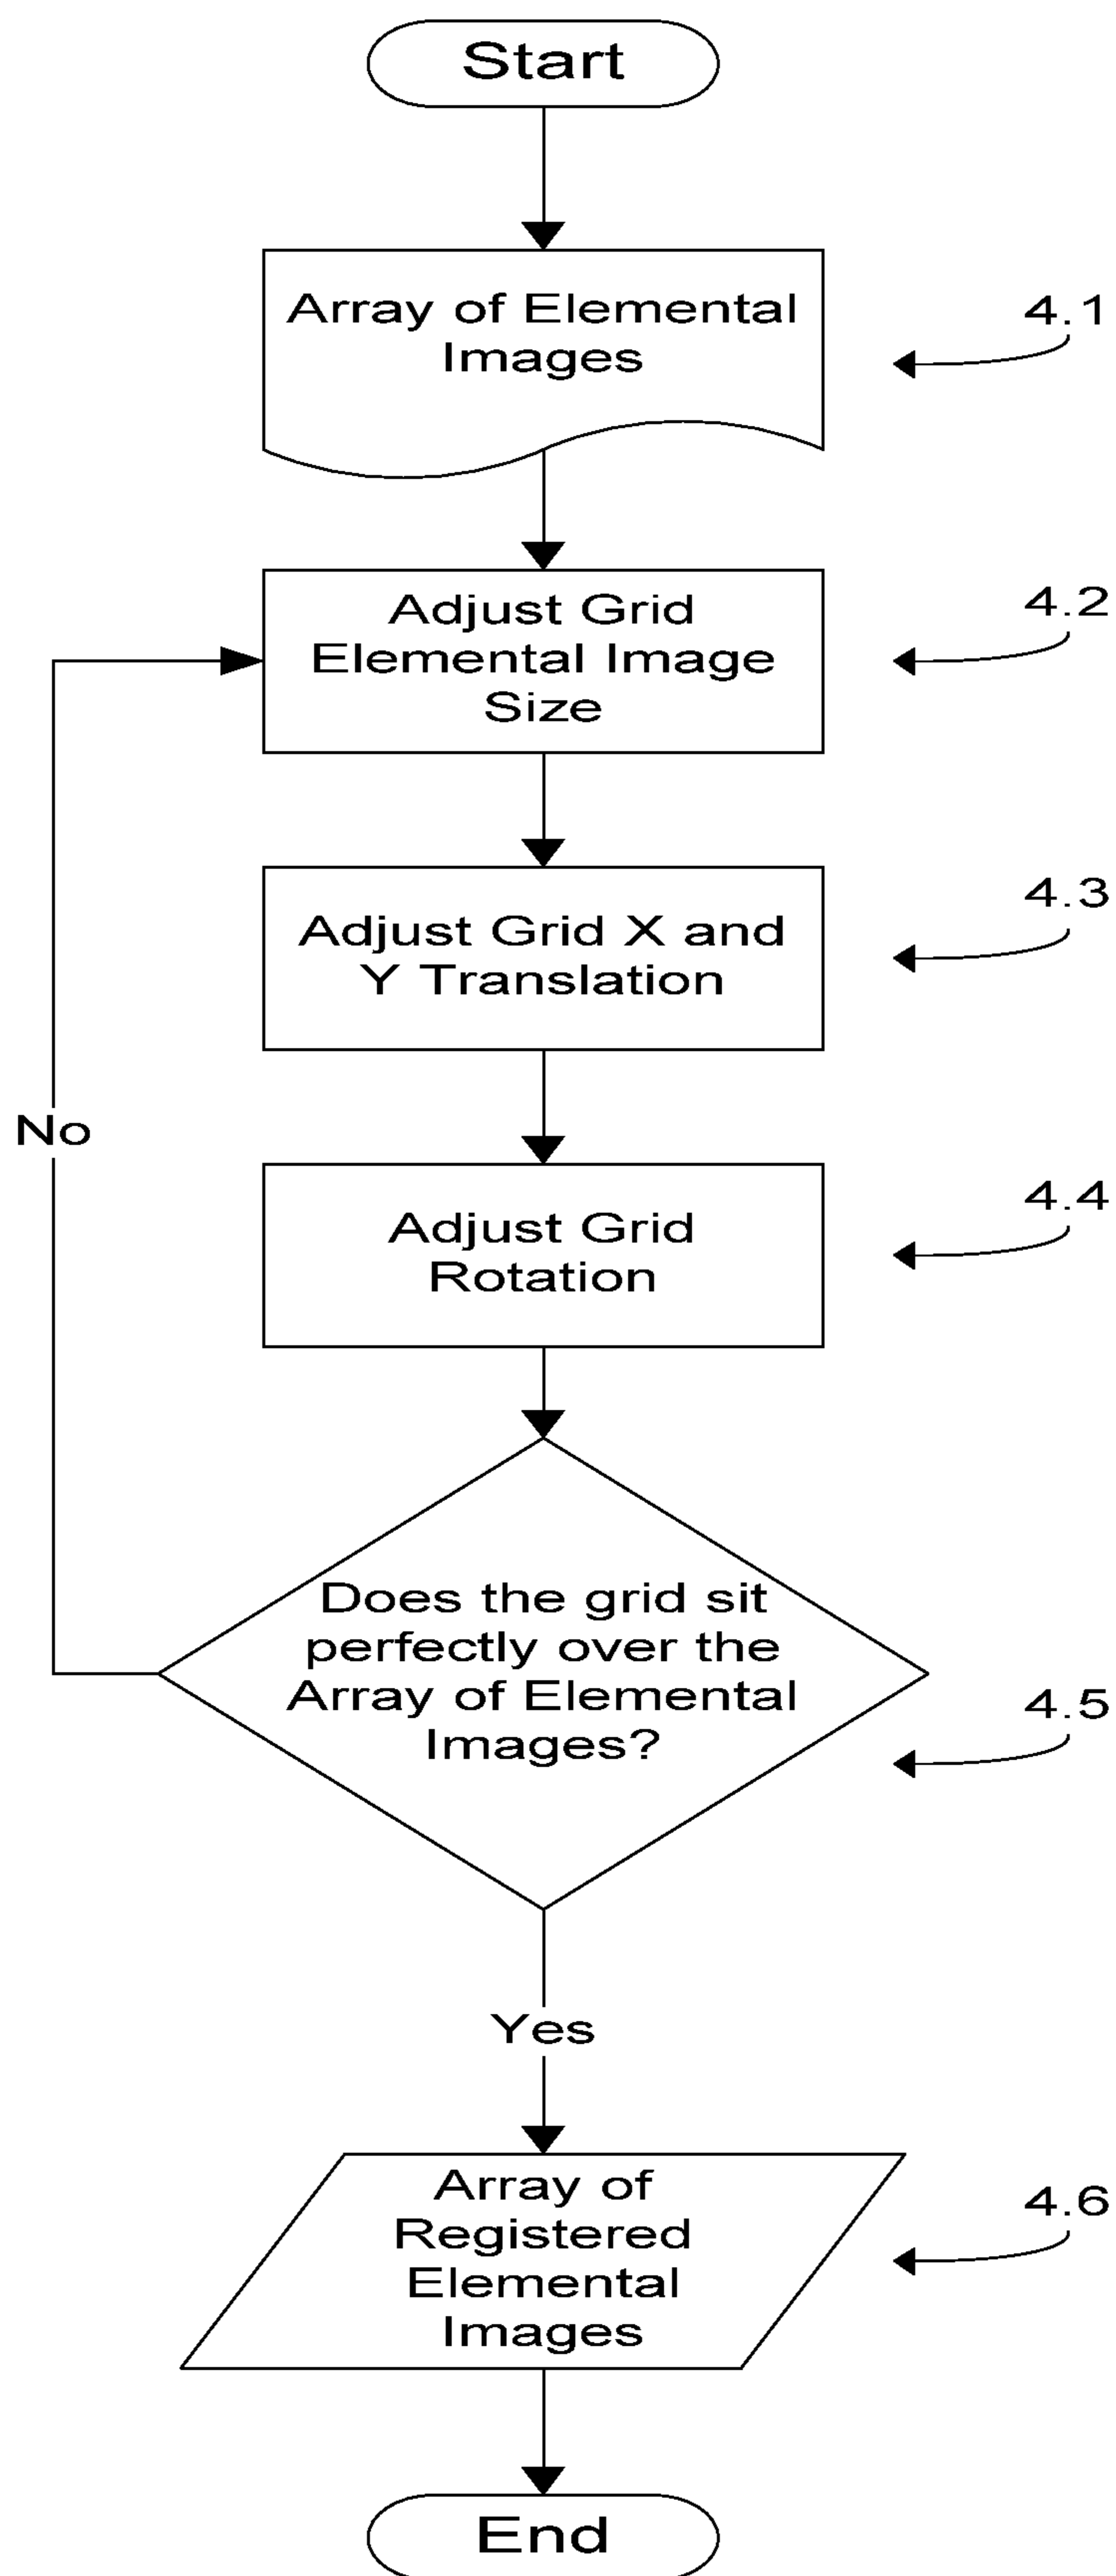 Start
Array of Elemental
Images
4.1
Adjust Grid
Elemental Image
Size
4.2
Adjust Grid X and
Y Translation
4.3
No
Adjust Grid
Rotation
4.4
Does the grid sit
perfectly over the
Array of Elemental
Images?
4.5
Yes
Array of
Registered
Elemental
Images
4.6
End